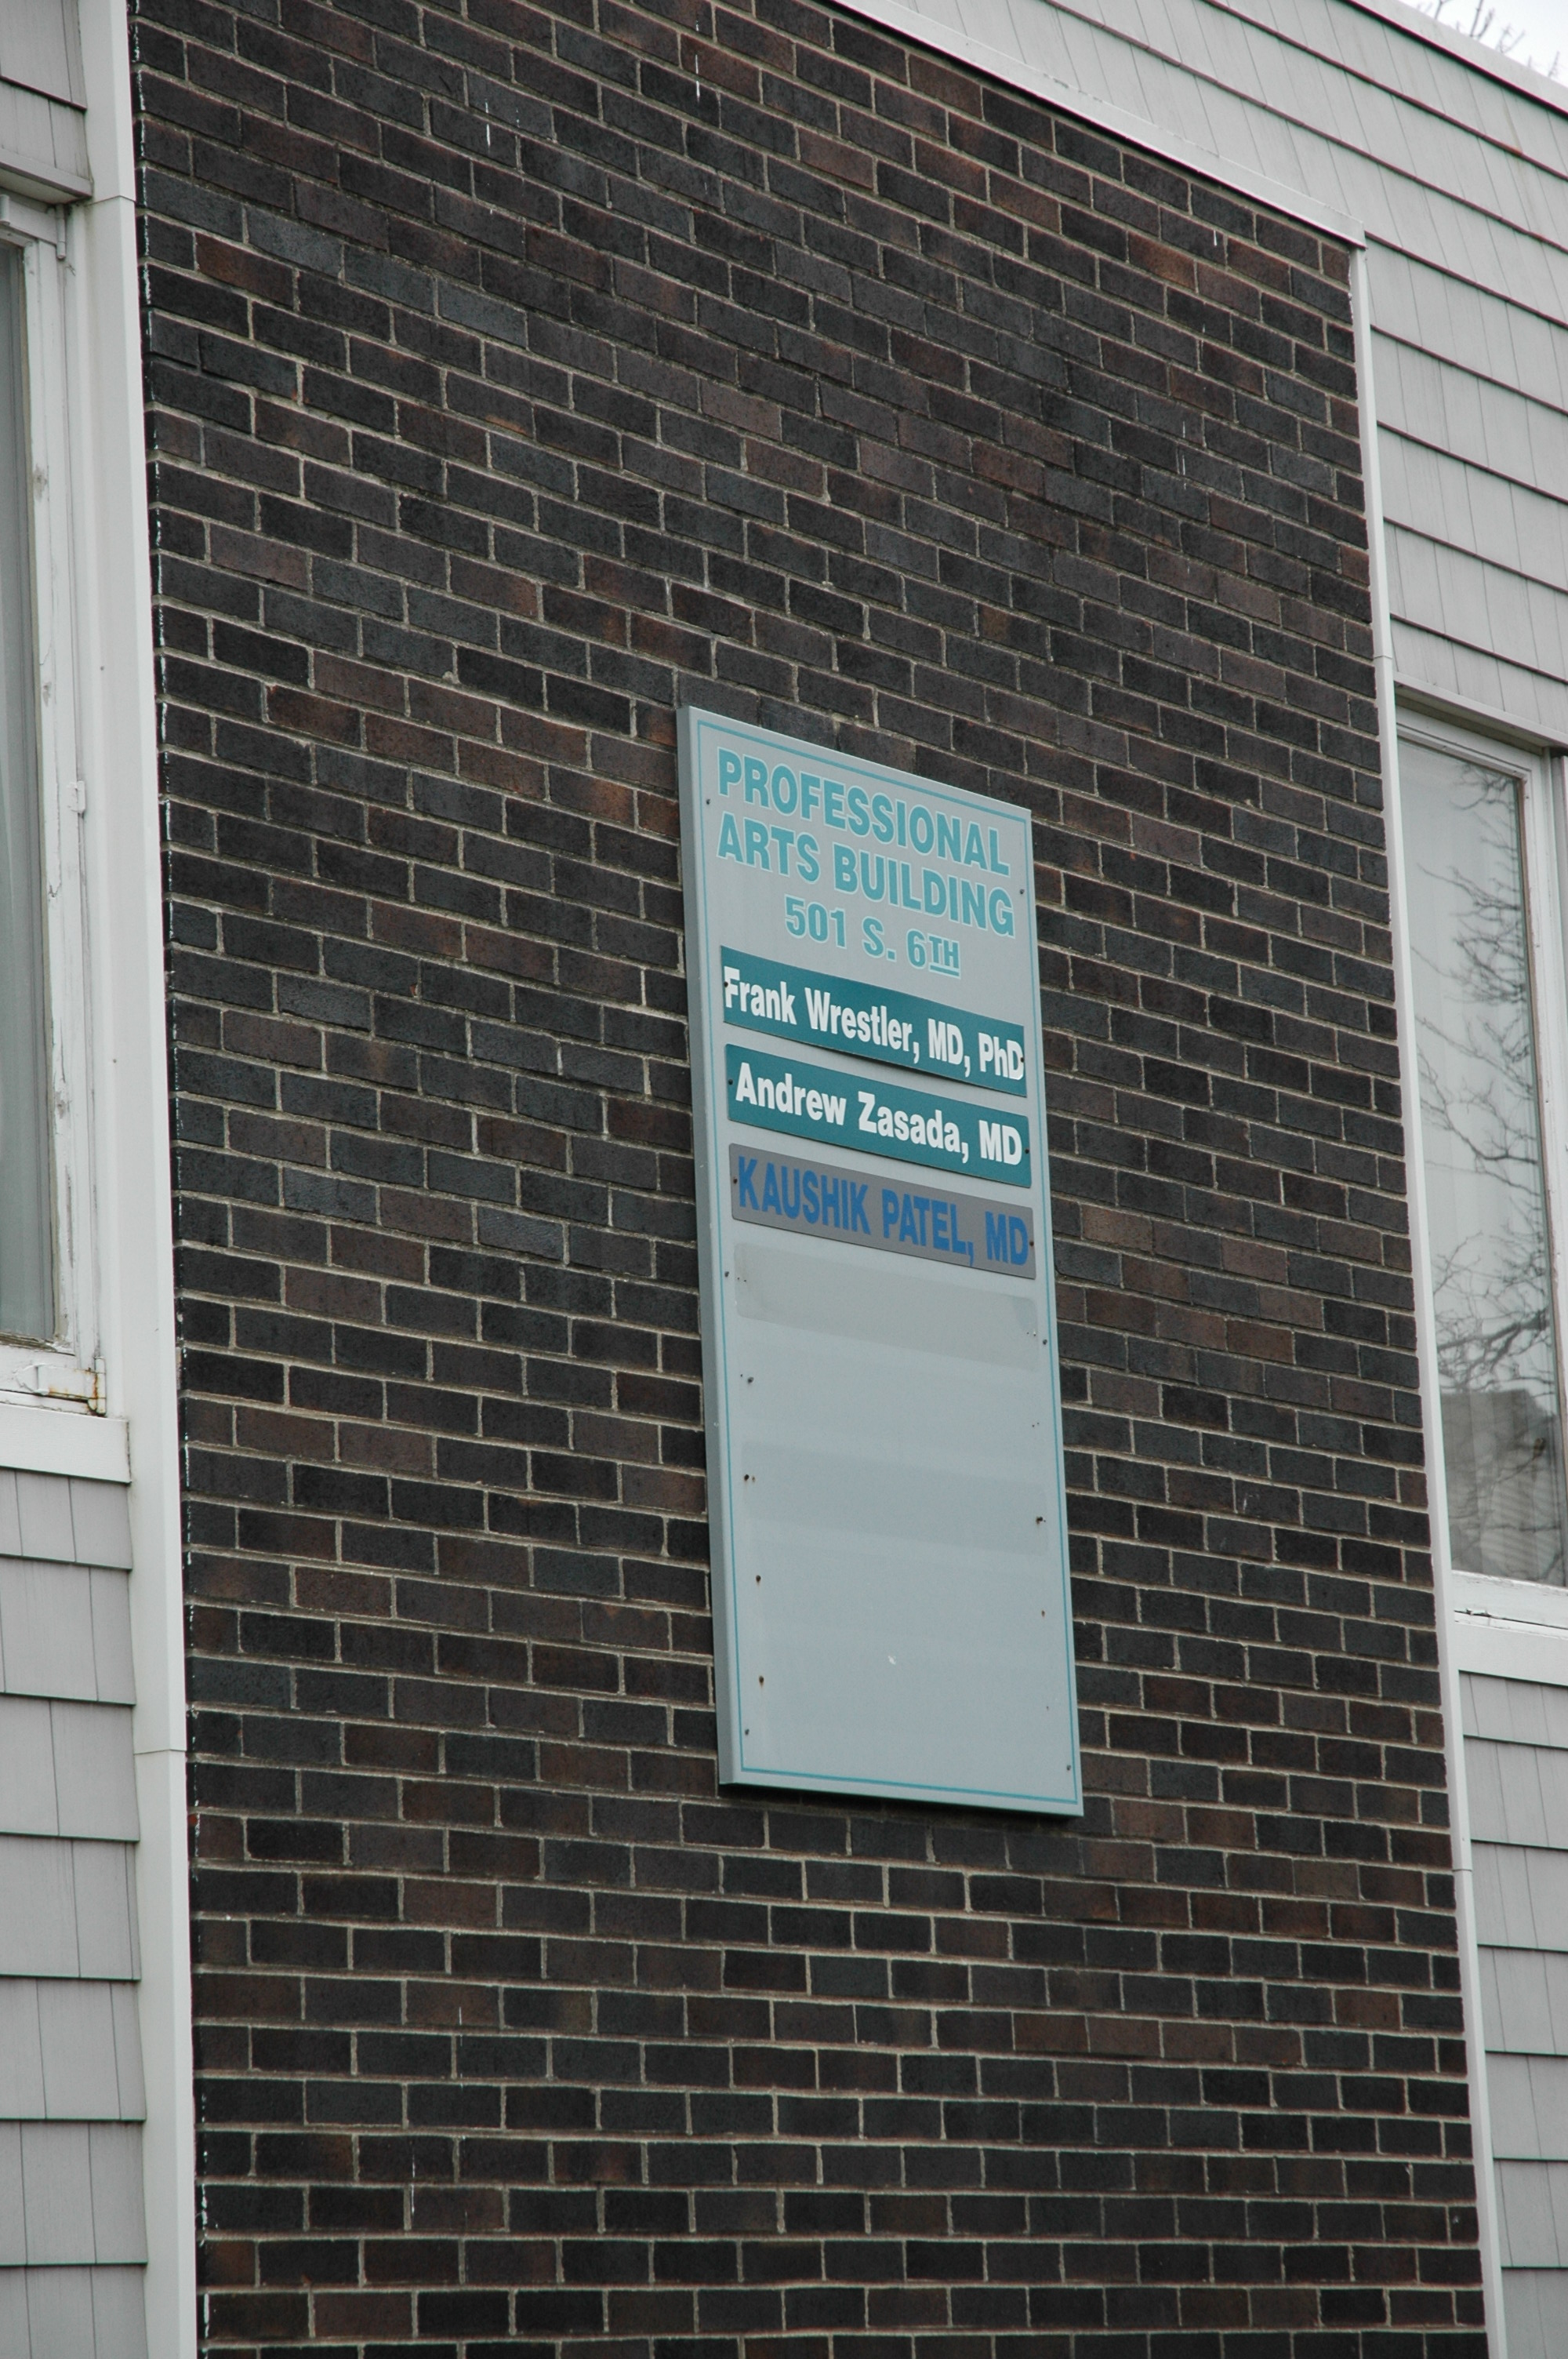 PROFESSIONAL
ARTS BUILDING
501 S. 6TH
Frank Wrestler, MD, PhD
Andrew Zasada, MD
KAUSHIK PATEL, MD